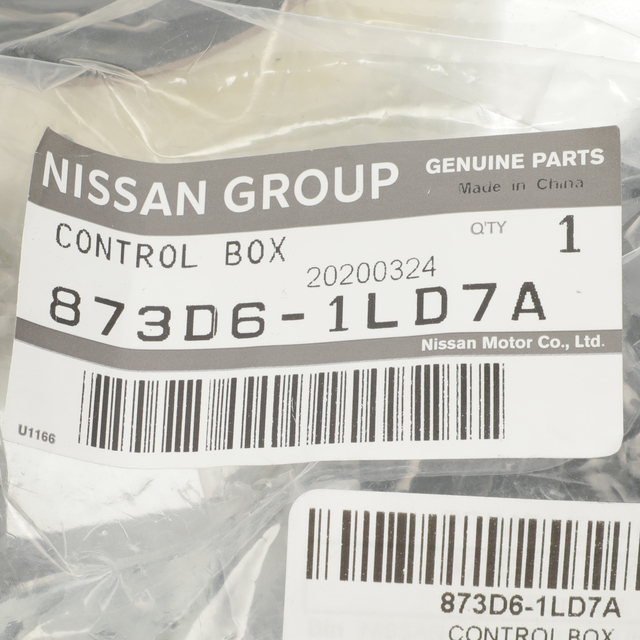 NISSAN GROUP
GENUINE PARTS
Made in China
CONTROL BOX
Q'TY 1
20200324
873D6-1LD7A
Nissan Motor Co., Ltd.
U1166
873D6-1LD7A
CONTROL BOX